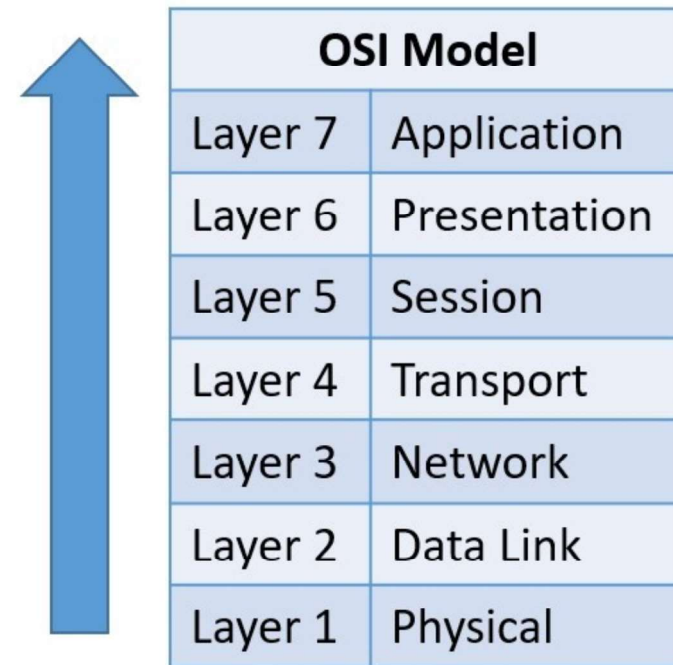 OSI Model
Layer 7 Application
Layer 6 Presentation
Layer 5 Session
Layer 4 Transport
Layer 3 Network
Layer 2 Data Link
Layer 1 Physical